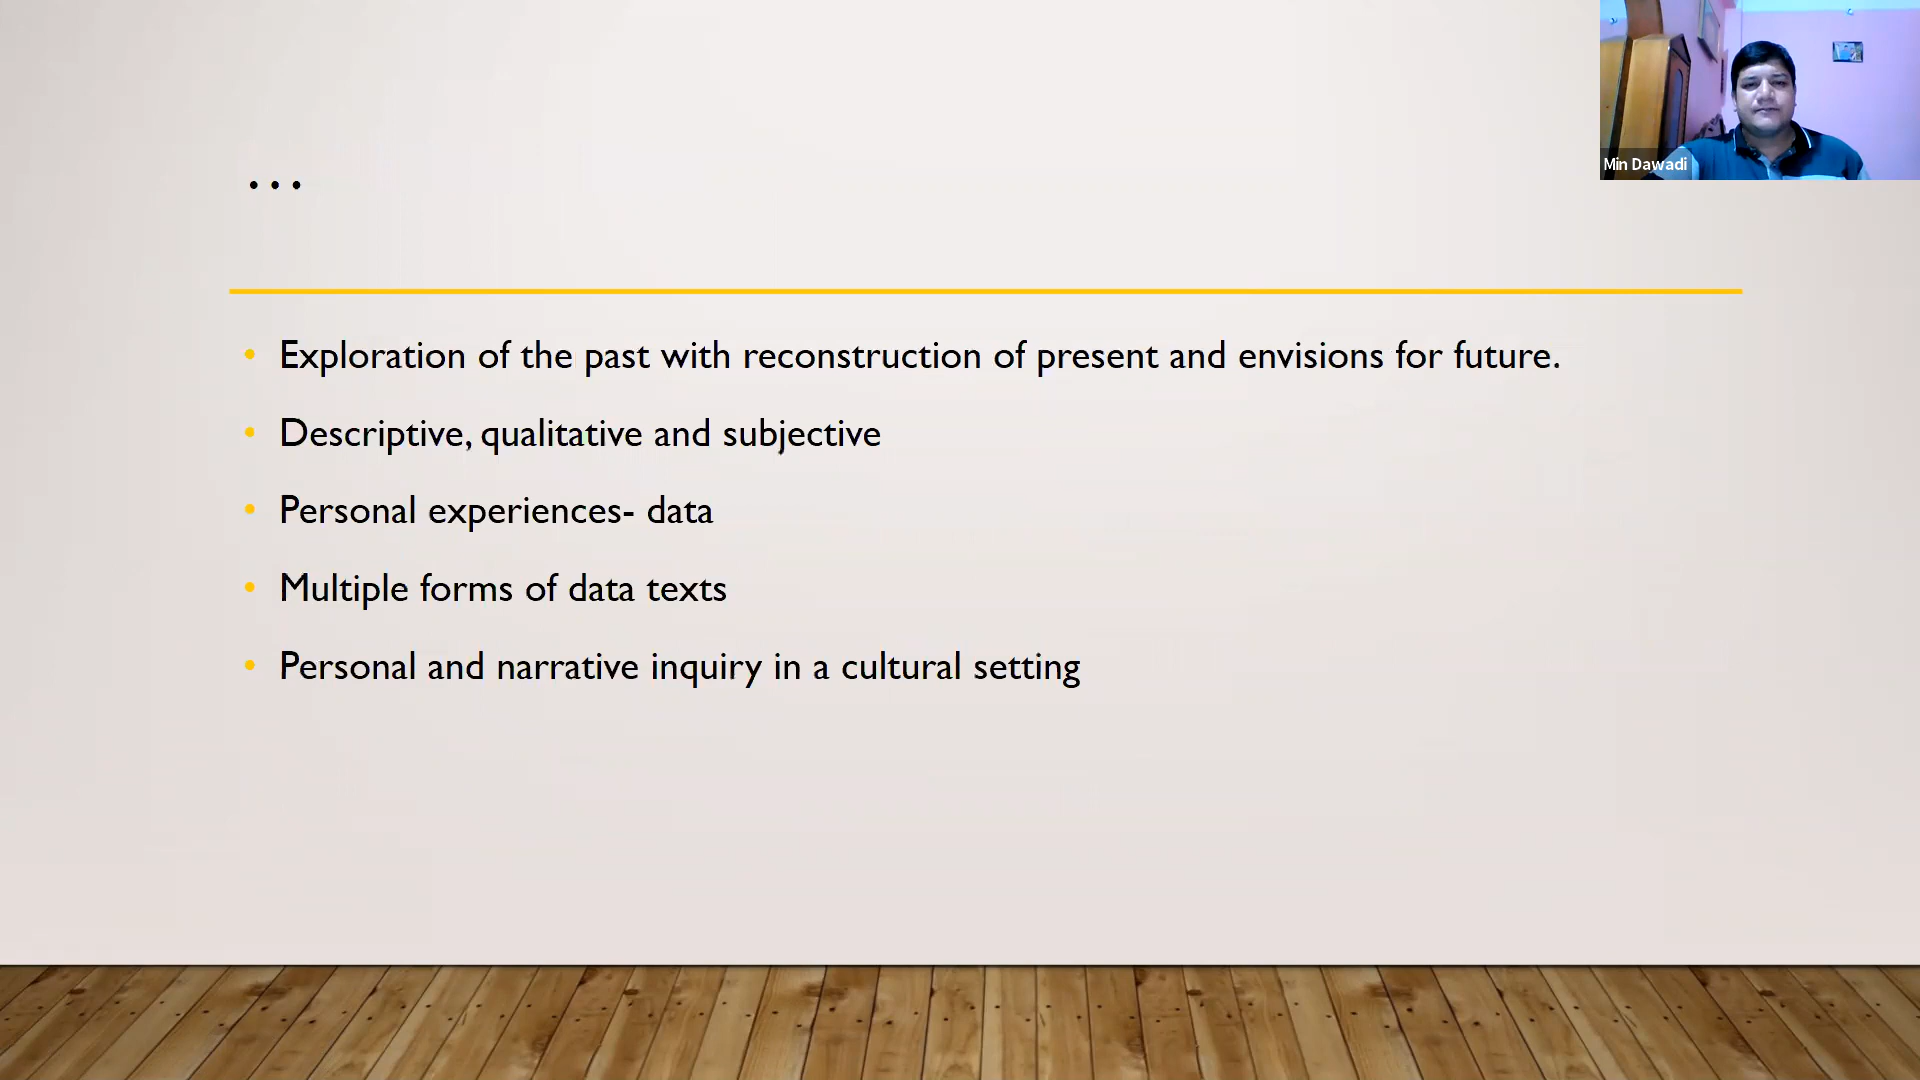 Min Dawadi
...
• Exploration of the past with reconstruction of present and envisions for future.
• Descriptive, qualitative and subjective
• Personal experiences- data
• Multiple forms of data texts
• Personal and narrative inquiry in a cultural setting